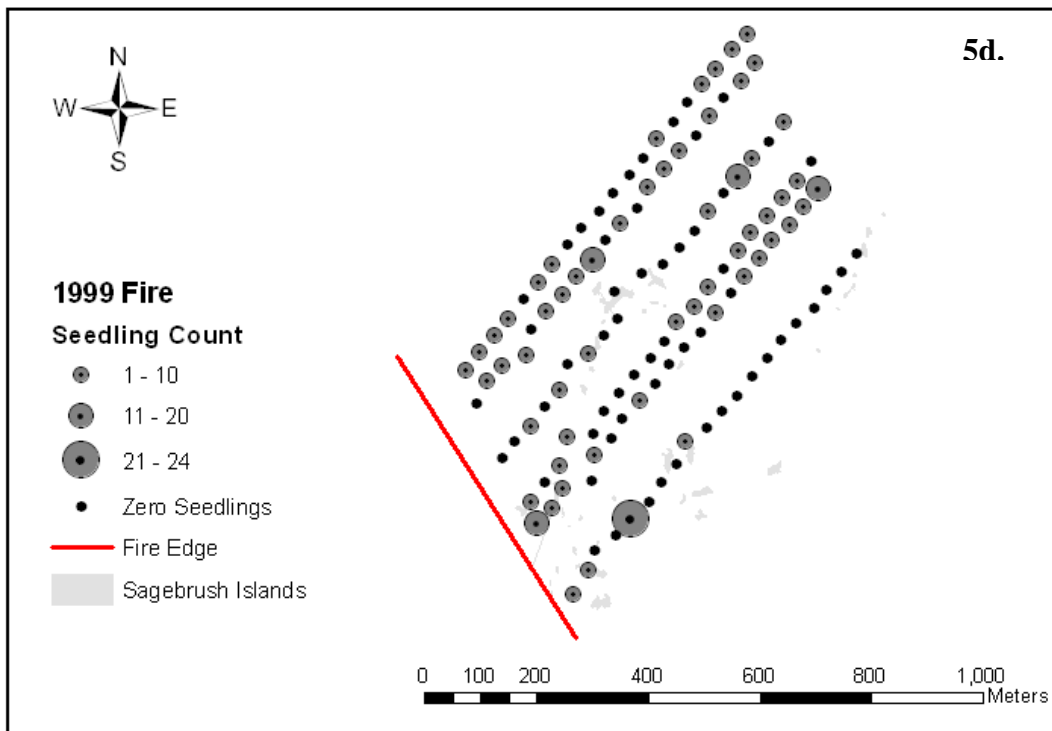 5d.
N
W E
S
1999 Fire
Seedling Count
1 - 10
11 - 20
21 - 24
Zero Seedlings
Fire Edge
Sagebrush Islands
0 100 200 400 600 800 1,000
Meters